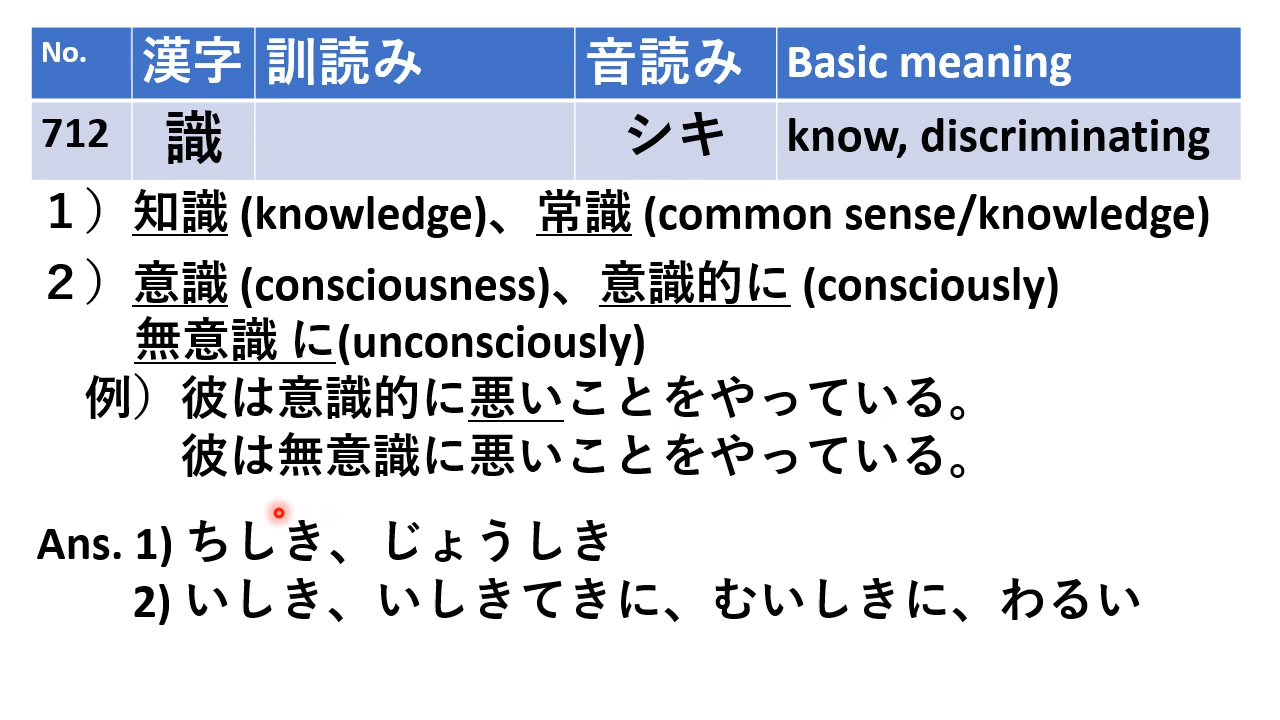 No. 漢字 訓読み 音読み Basic meaning
712 識 シキ know, discriminating
１）知識 (knowledge)、常識 (common sense/knowledge)
２）意識 (consciousness)、意識的に (consciously)
無意識 に(unconsciously)
例）彼は意識的に悪いことをやっている。
彼は無意識に悪いことをやっている。
Ans. 1) ちしき、じょうしき
2) いしき、いしきてきに、むいしきに、わるい